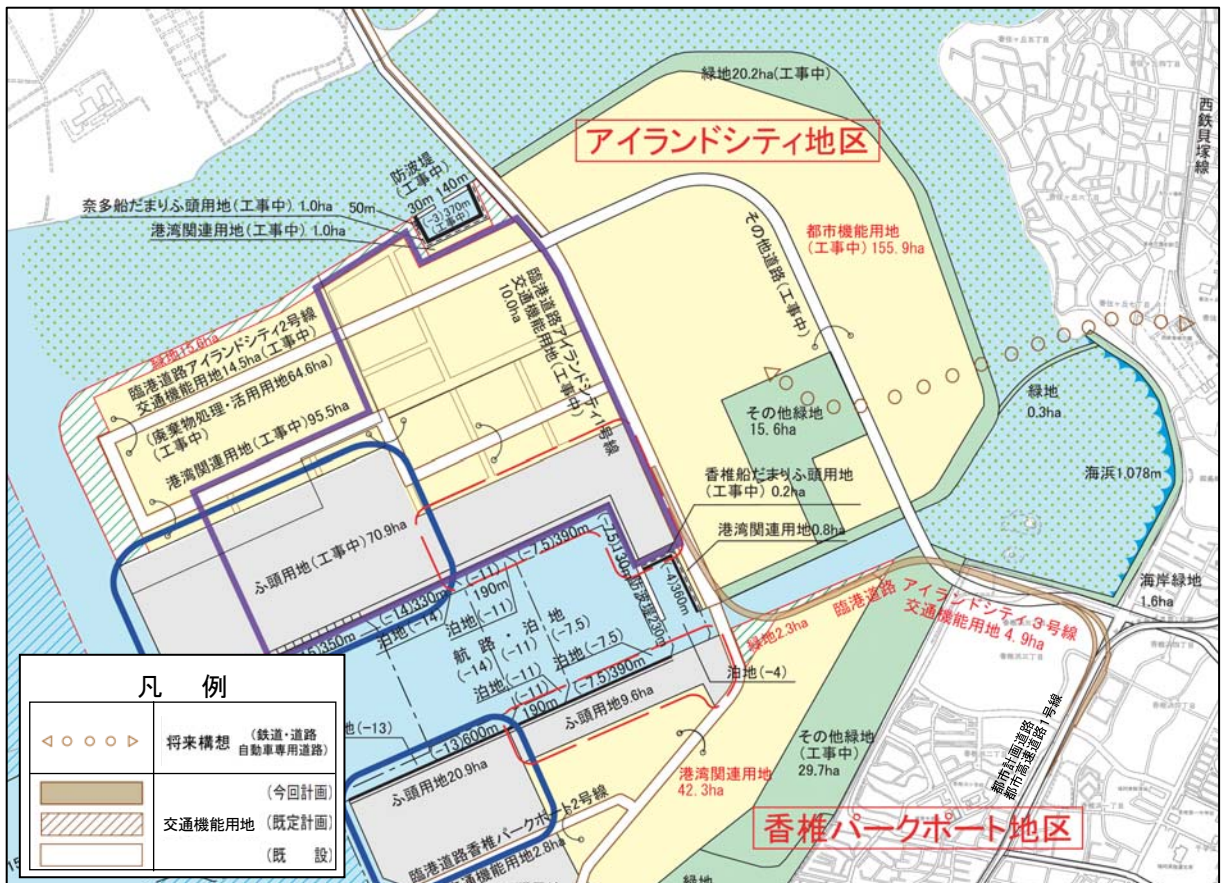 緑地20.2ha(工事中)
アイランドシティ地区
西鉄貝塚線
防波堤
(工事中)
30m 140m
(-3)370m
(工事中)
奈多船だまりふ頭用地(工事中) 1.0ha
50m
港湾関連用地(工事中) 1.0ha
都市機能用地
(工事中)155.9ha
その他道路(工事中)
臨港道路アイランドシティ1号線
交通機能用地(工事中)
10.0ha
緑地15.6ha
臨港道路アイランドシティ2号線
交通機能用地14.5ha(工事中)
(廃棄物処理・活用用地64.6ha)
(工事中)
港湾関連用地(工事中)95.5ha
その他緑地
15.6ha
緑地
0.3ha
海浜1,078m
香椎船だまりふ頭用地
(工事中) 0.2ha
港湾関連用地0.8ha
ふ頭用地(工事中)70.9ha
(-7.5)130m
(-7.5)390m
(-11)
190m
(-14)330m
泊地(-14)
泊地(-11)
350m
(-4)360m
防波堤230m
航路・泊地
(-14)(-11)(-7.5)
泊地(-7.5)
泊地(-11)
(-7.5)390m
(-11)
190m
泊地(-4)
海岸緑地
1.6ha
臨港道路 アイランドシティ 3号線
交通機能用地 4.9ha
緑地2.3ha
ふ頭用地9.6ha
(-13)600m
地(-13)
ふ頭用地20.9ha
その他緑地
(工事中)
29.7ha
港湾関連用地
42.3ha
都市計画道路
都市高速道路1号線
臨港道路香椎パークポート2号線
交通機能用地2.8ha
香椎パークポート地区
緑地
凡 例
将来構想 (鉄道・道路
自動車専用道路)
(今回計画)
交通機能用地 (既定計画)
(既 設)